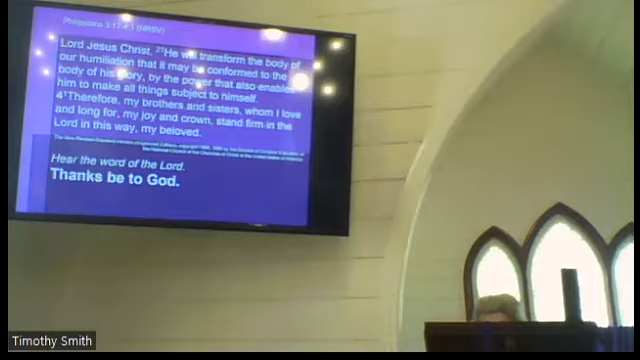 Philippians 3:17-4:1 (NRSV)
Lord Jesus Christ. ²¹He will transform the body of
our humiliation that it may be conformed to the
body of his glory, by the power that also enables
him to make all things subject to himself.
4¹Therefore, my brothers and sisters, whom I love
and long for, my joy and crown, stand firm in the
Lord in this way, my beloved.
Hear the word of the Lord.
Thanks be to God.
Timothy Smith